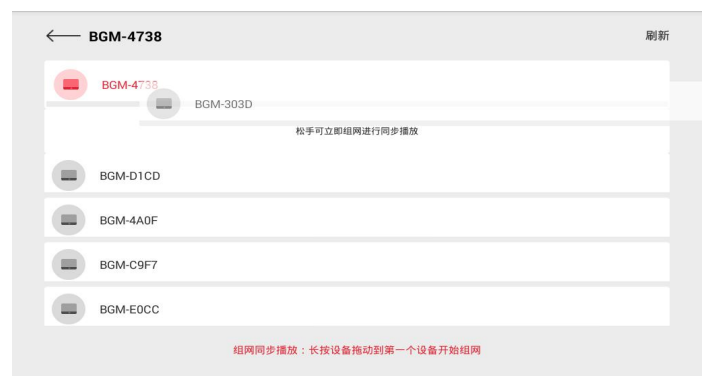 BGM-4738
刷新
BGM-4738
BGM-303D
松手可立即组网进行同步播放
BGM-D1CD
BGM-4A0F
BGM-C9F7
BGM-E0CC
组网同步播放：长按设备拖动到第一个设备开始组网